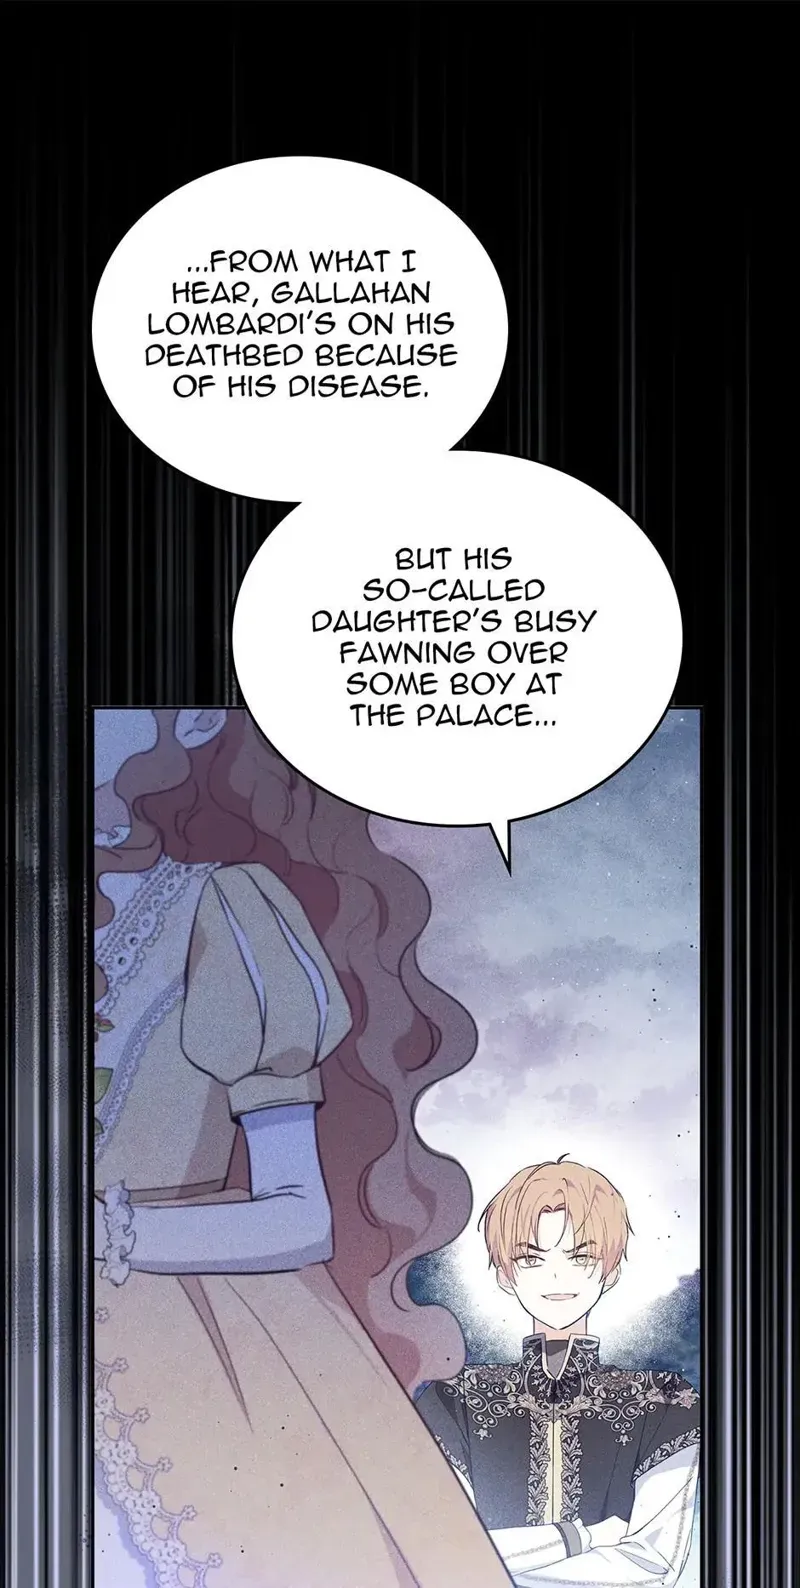 ...FROM WHAT I
HEAR, GALLAHAN
LOMBARDI'S ON HIS
DEATHBED BECAUSE
OF HIS DISEASE.
BUT HIS
SO-CALLED
DAUGHTER'S BUSY
FAWNING OVER
SOME BOY AT
THE PALACE...